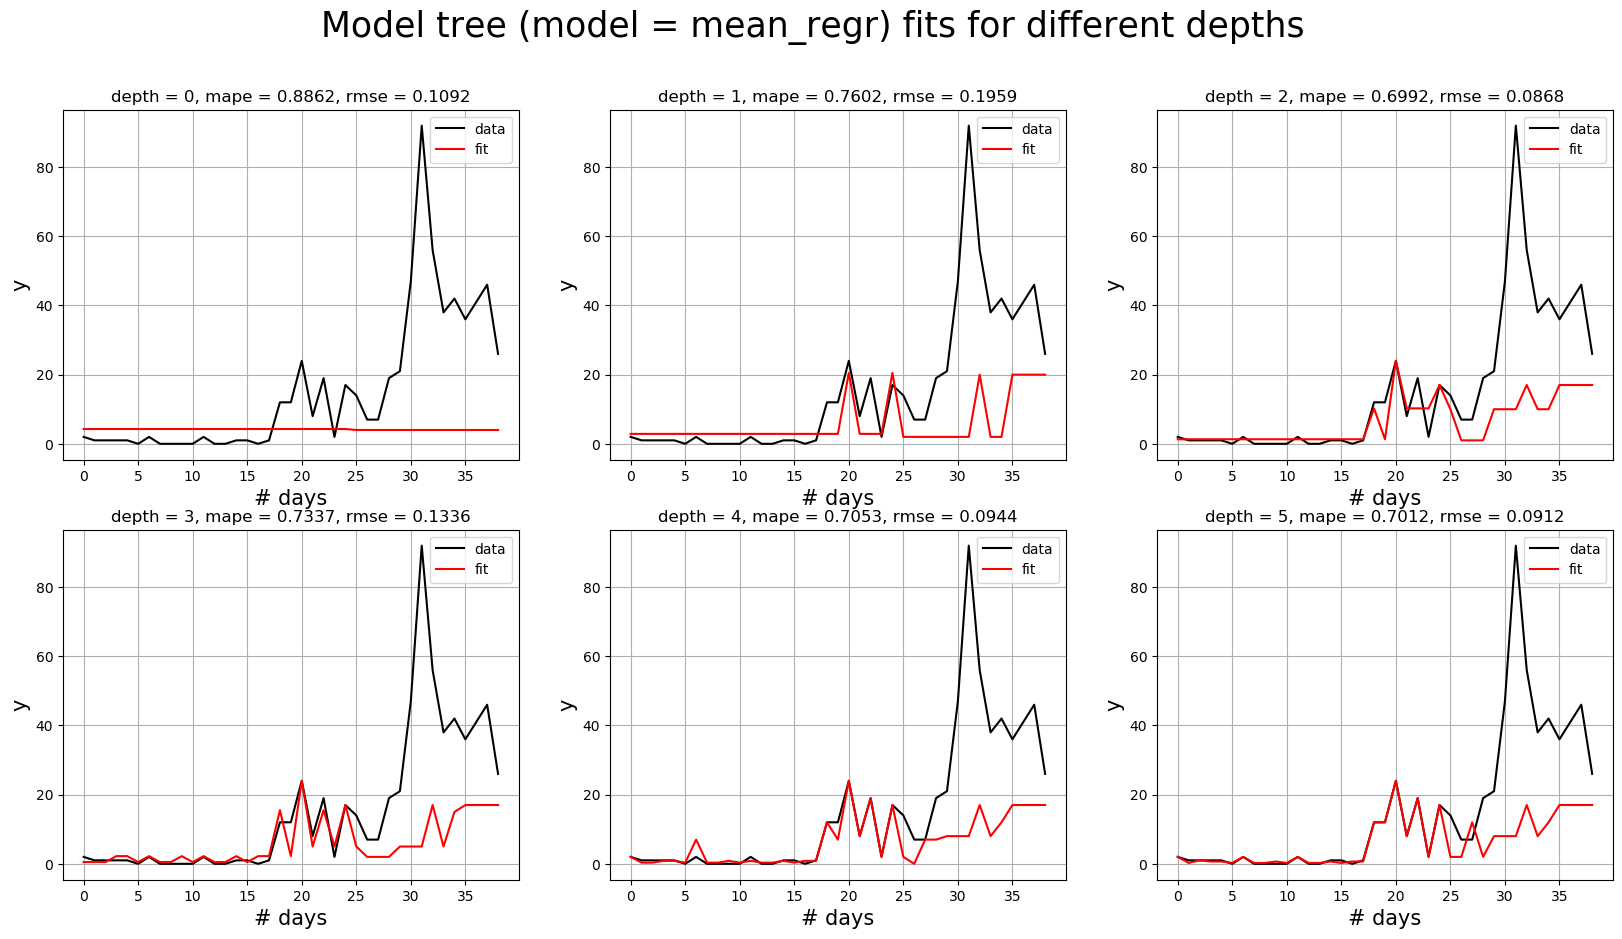 Model tree (model = mean_regr) fits for different depths
depth = 0, mape = 0.8862, rmse = 0.1092
data
fit
y
80
60
40
20
0
0 5 10 15 20 25 30 35
# days
depth = 1, mape = 0.7602, rmse = 0.1959
data
fit
y
80
60
40
20
0
0 5 10 15 20 25 30 35
# days
depth = 2, mape = 0.6992, rmse = 0.0868
data
fit
y
80
60
40
20
0
0 5 10 15 20 25 30 35
# days
depth = 3, mape = 0.7337, rmse = 0.1336
data
fit
y
80
60
40
20
0
0 5 10 15 20 25 30 35
# days
depth = 4, mape = 0.7053, rmse = 0.0944
data
fit
y
80
60
40
20
0
0 5 10 15 20 25 30 35
# days
depth = 5, mape = 0.7012, rmse = 0.0912
data
fit
y
80
60
40
20
0
0 5 10 15 20 25 30 35
# days